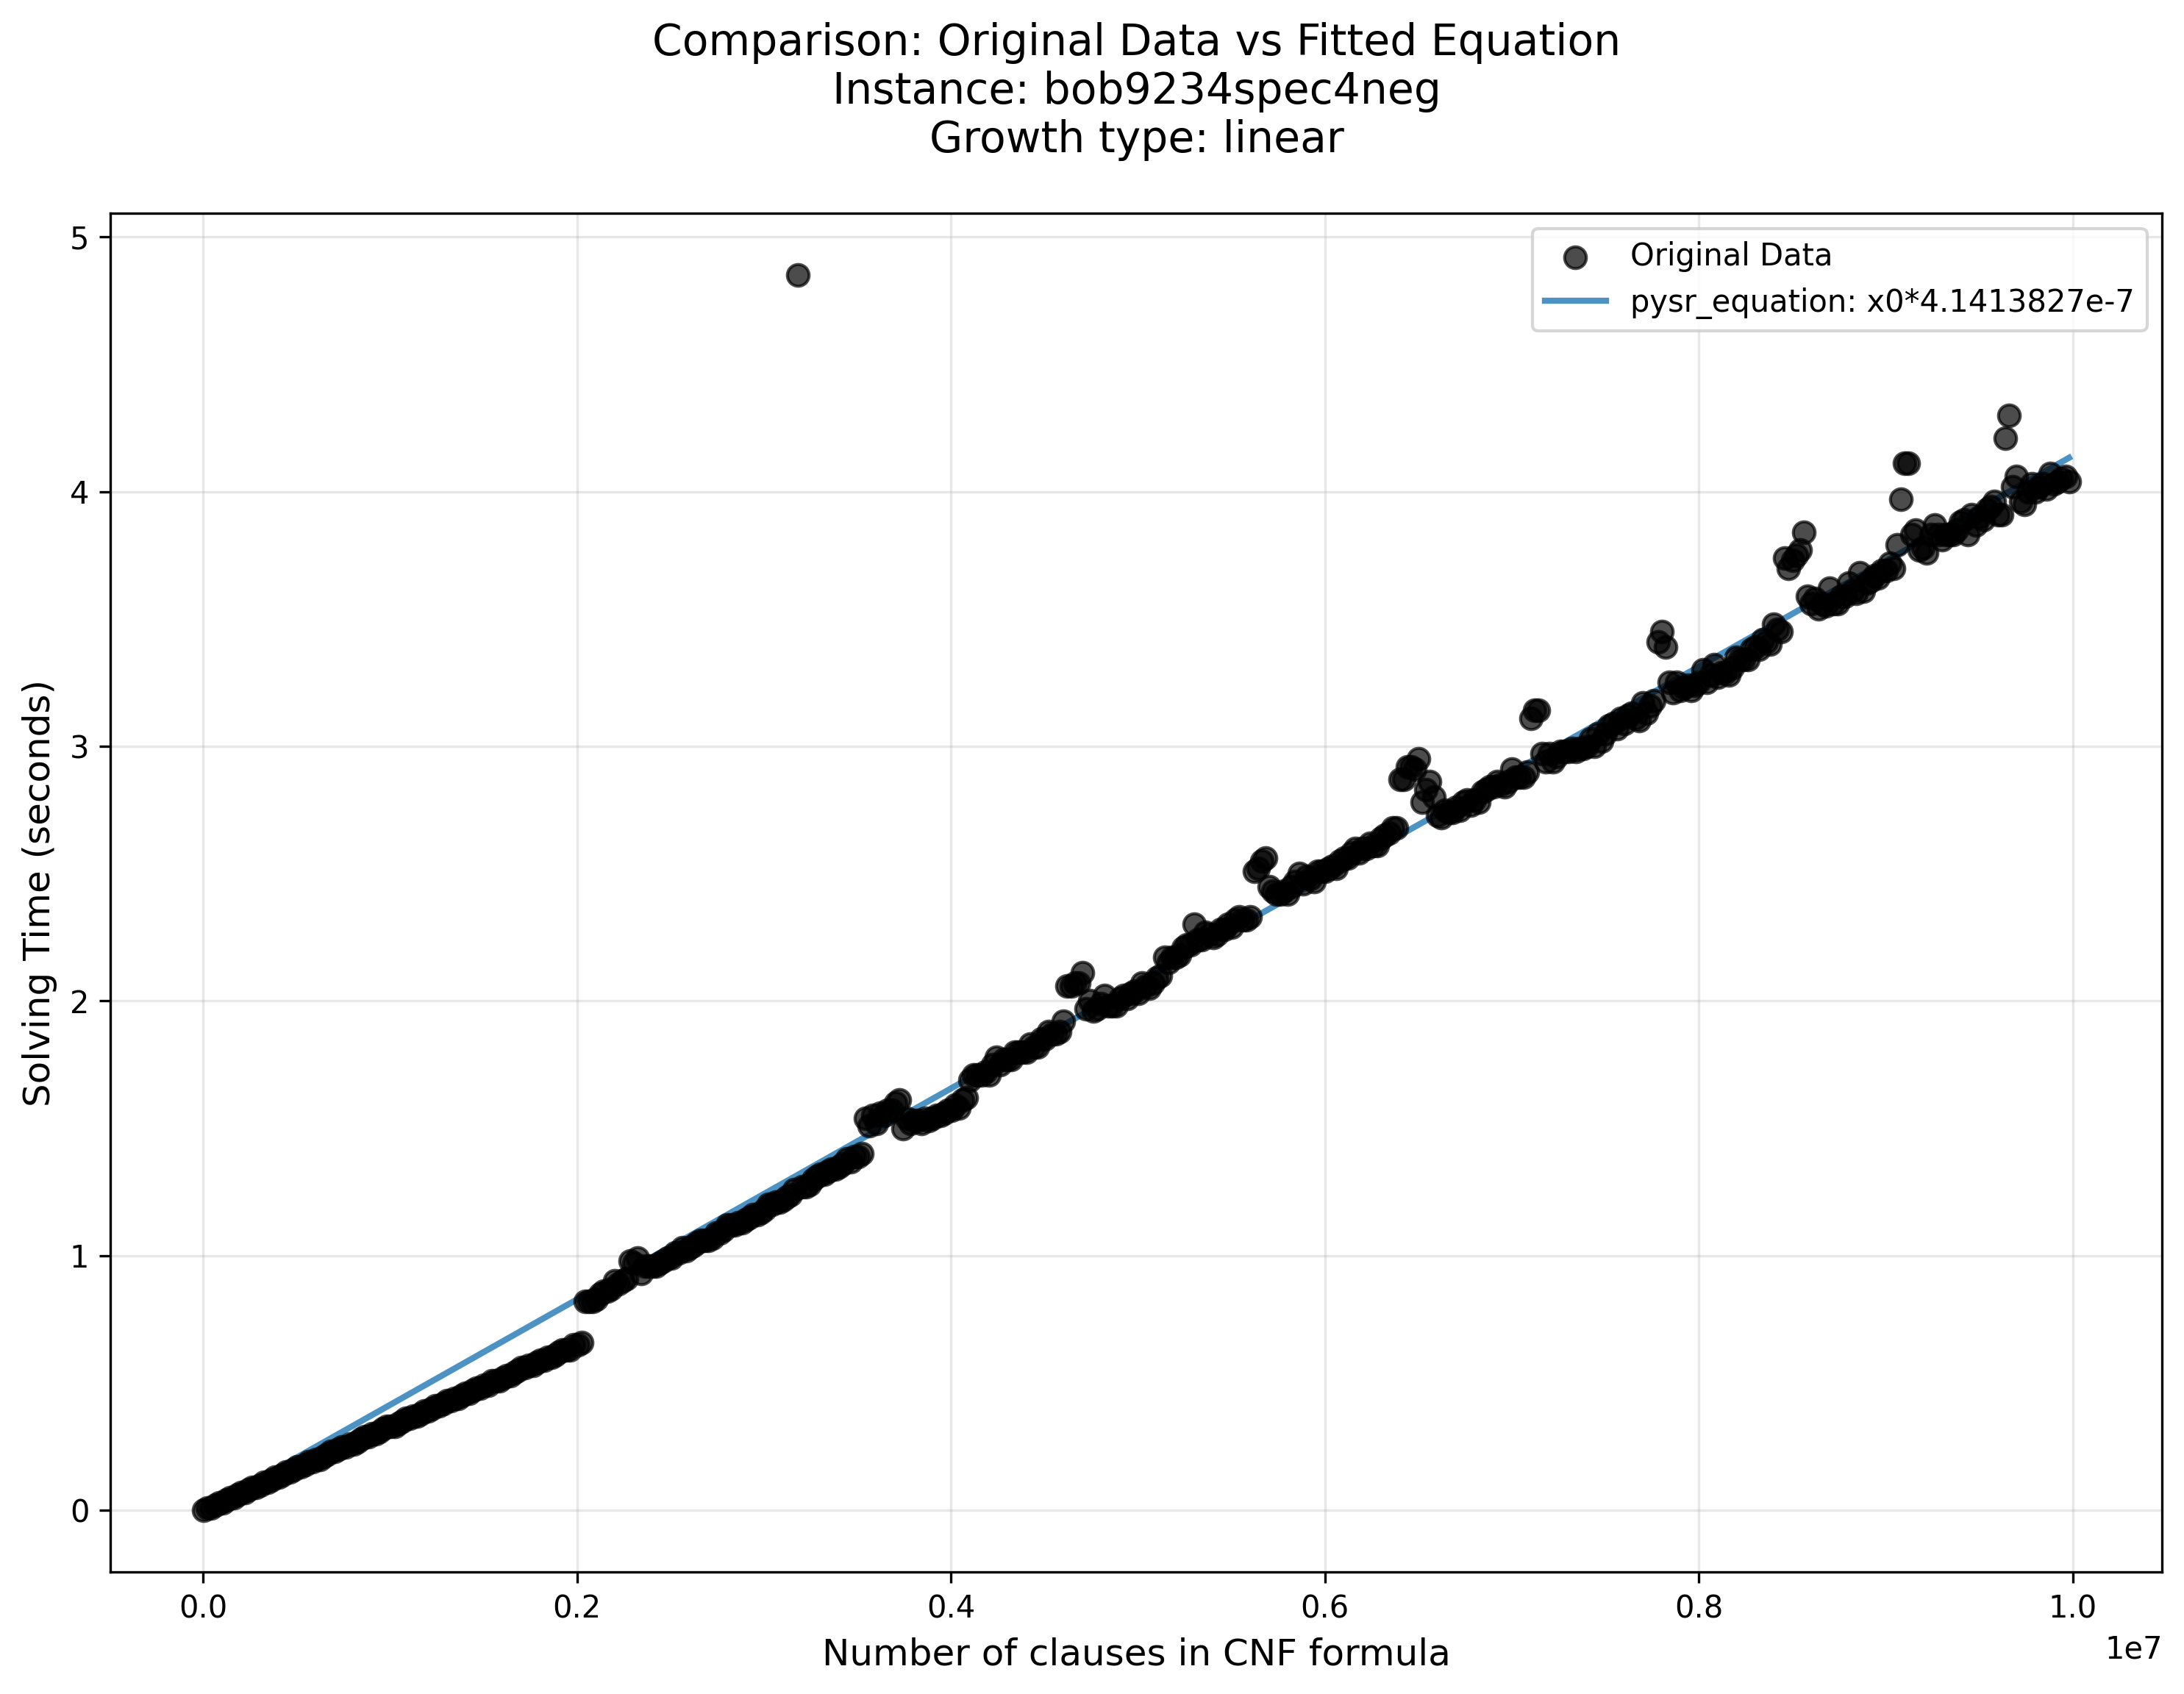 Comparison: Original Data vs Fitted Equation
Instance: bob9234spec4neg
Growth type: linear
Original Data
pysr_equation: x0*4.1413827e-7
Solving Time (seconds)
5
4
3
2
1
0
0.0
0.2
0.4
0.6
0.8
1.0
1e7
Number of clauses in CNF formula